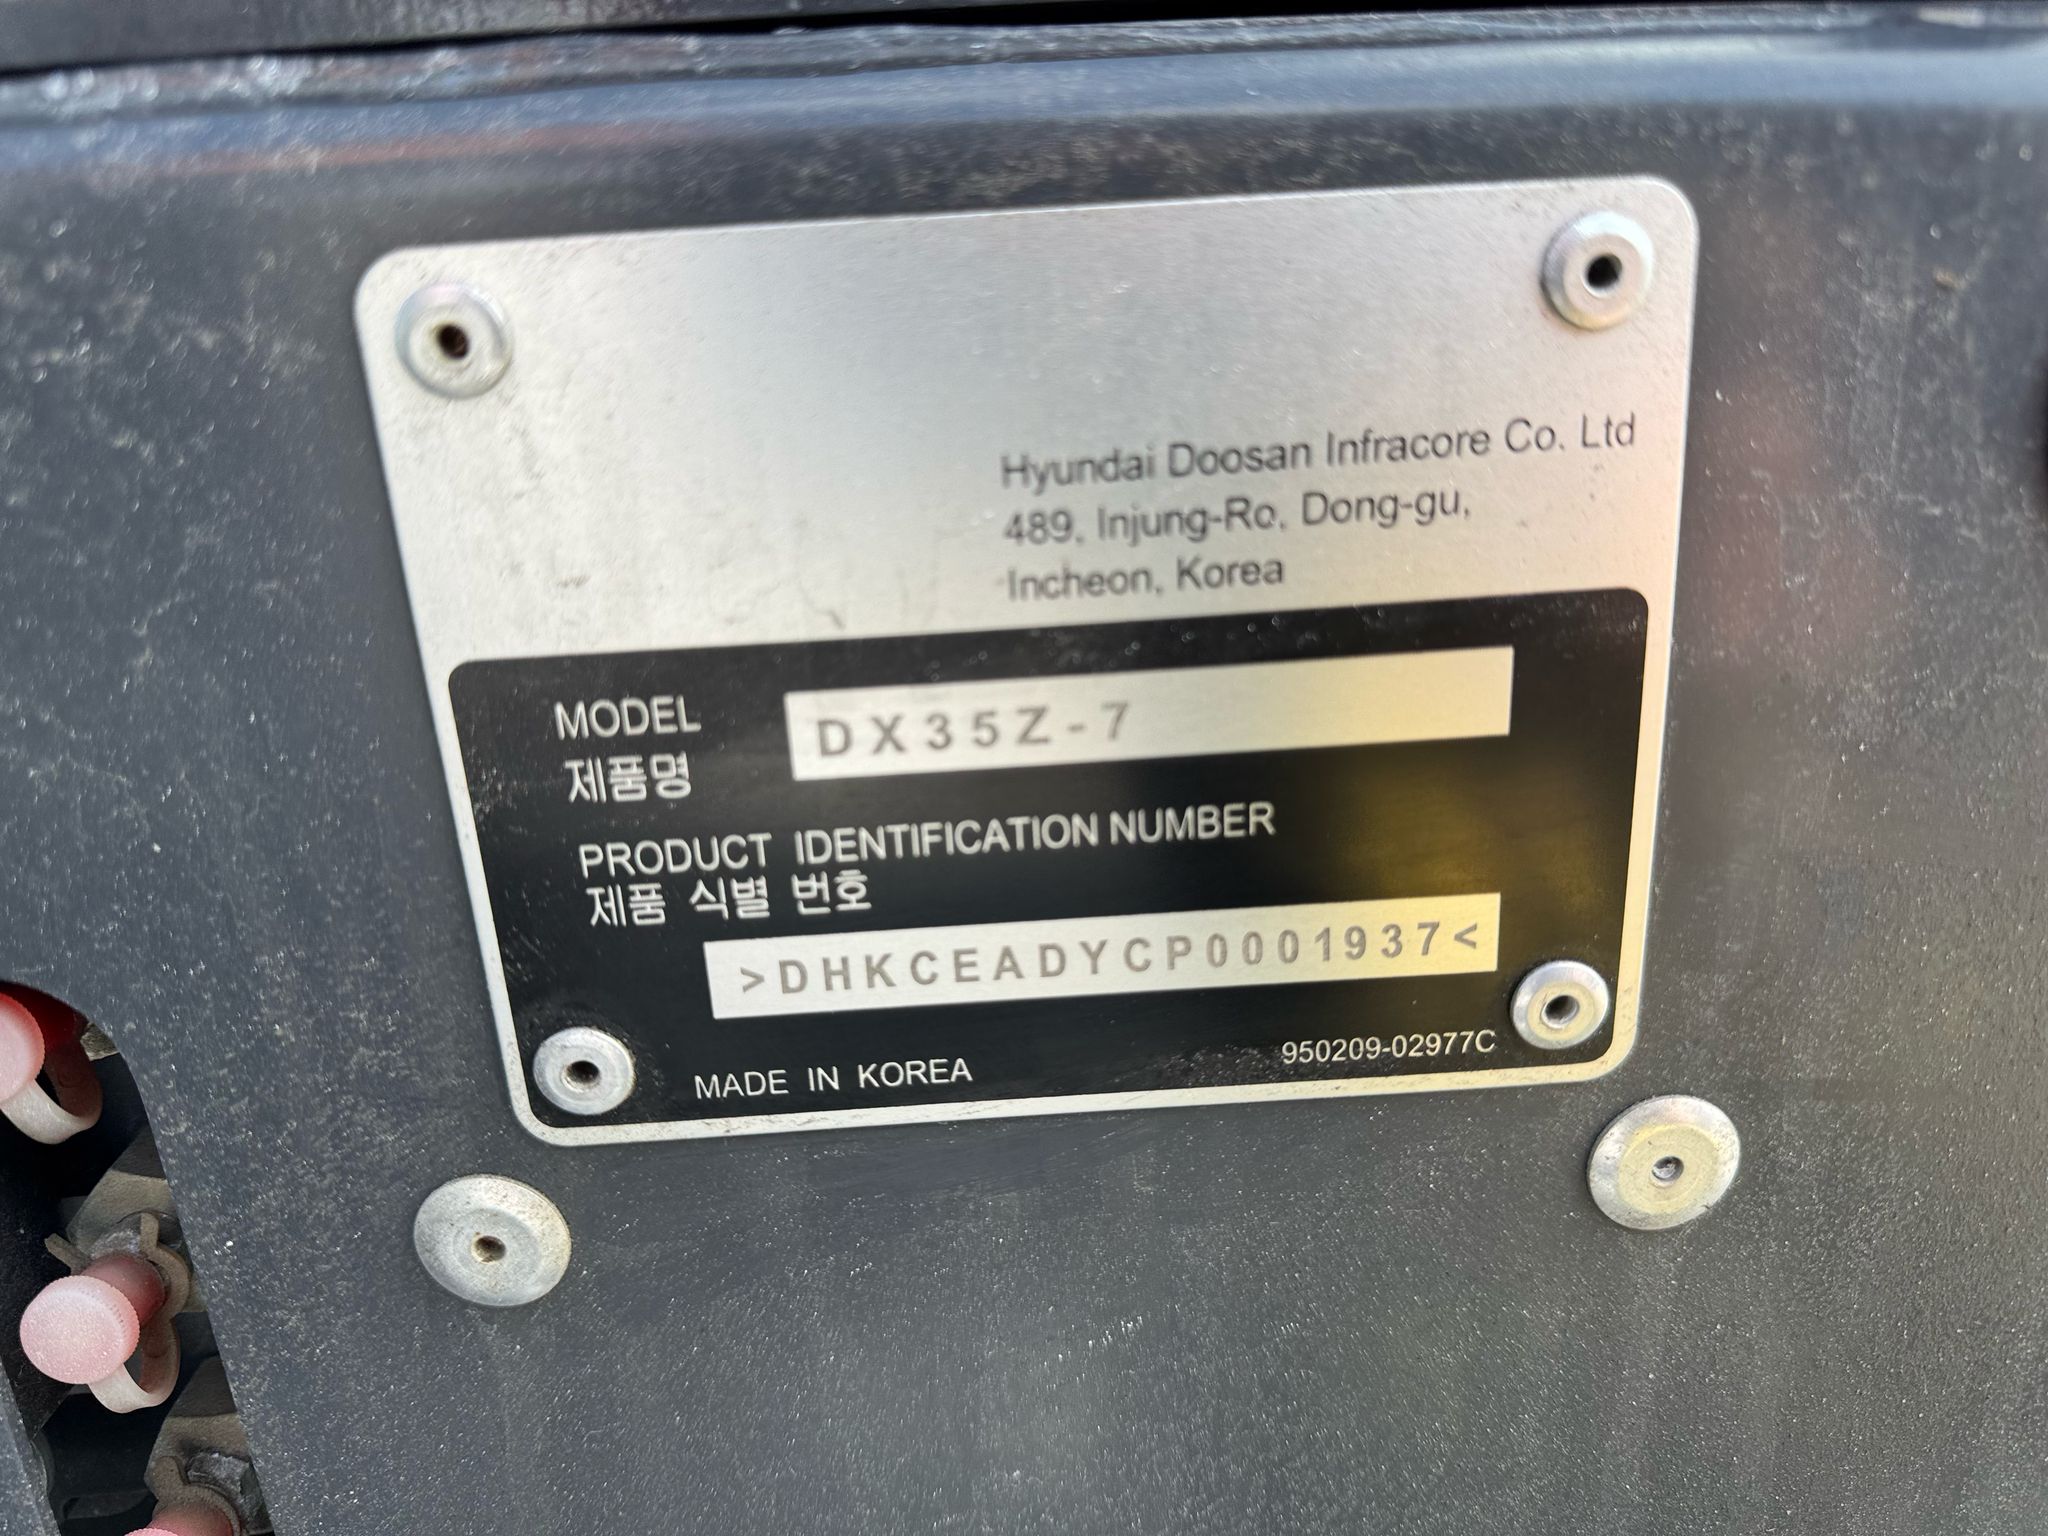 Hyundai Doosan Infracore Co. Ltd
489, Injung-Ro, Dong-gu,
Incheon, Korea
MODEL DX35Z-7
제품명
PRODUCT IDENTIFICATION NUMBER
제품 식별 번호
>DHKCEADYCP0001937<
MADE IN KOREA 950209-02977C